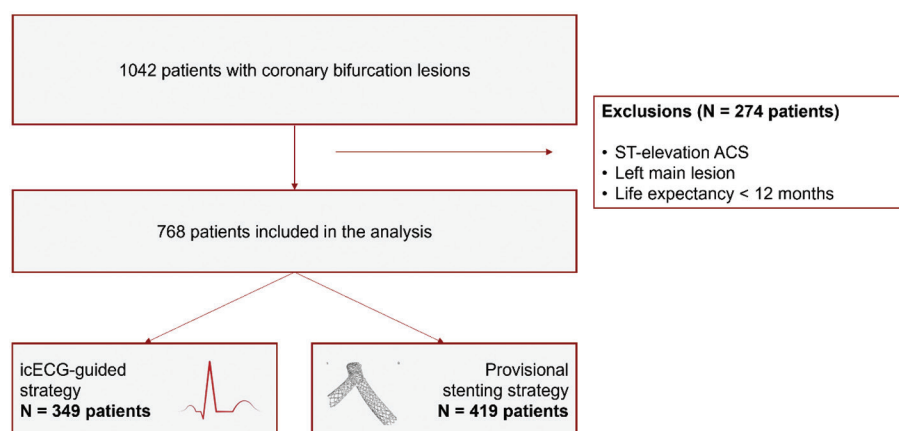 1042 patients with coronary bifurcation lesions
Exclusions (N = 274 patients)
• ST-elevation ACS
• Left main lesion
• Life expectancy < 12 months
768 patients included in the analysis
icECG-guided
strategy
N = 349 patients
Provisional
stenting strategy
N = 419 patients